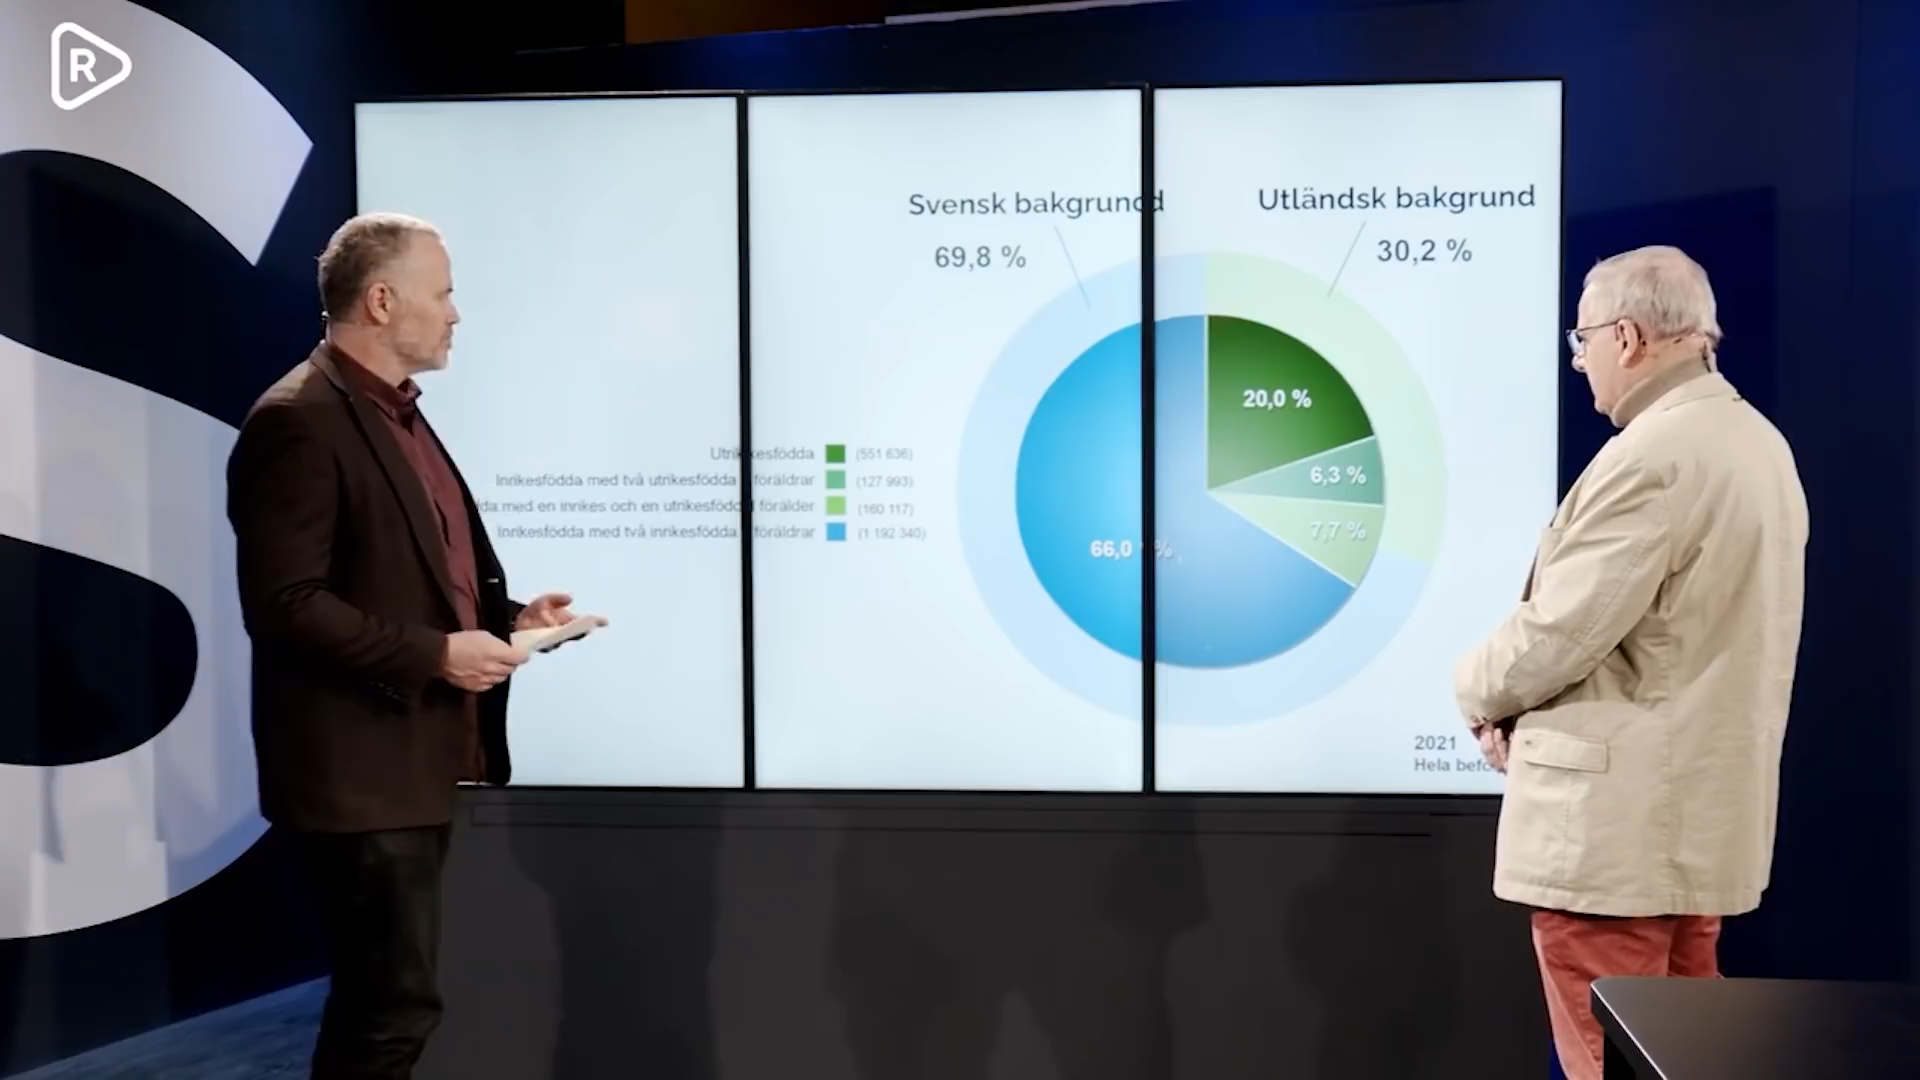 R
Svensk bakgrund
69,8 %
Utländsk bakgrund
30,2 %
Utrikesfödda (551 636)
Inrikesfödda med två utrikesfödda föräldrar (127 993)
med en inrikes och en utrikesfödd förälder (160 117)
Inrikesfödda med två inrikesfödda föräldrar (1 192 340)
20,0 %
6,3 %
7,7 %
66,0 %
2021
Hela